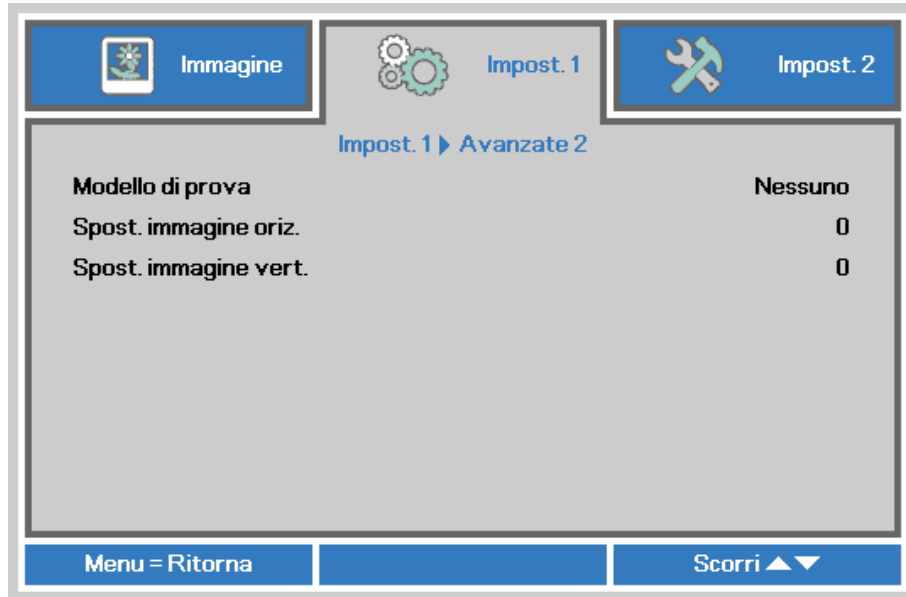 Immagine
Impost. 1
Impost. 2
Impost. 1 ▶ Avanzate 2
Modello di prova Nessuno
Spost. immagine oriz. 0
Spost. immagine vert. 0
Menu = Ritorna
Scorri ▲▼